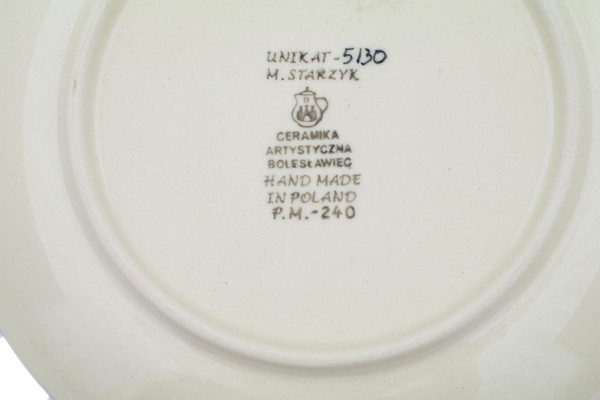 UNIKAT-5130
M. STARZYK
CERAMIKA
ARTYSTYCZNA
BOLESŁAWIEC
HAND MADE
IN POLAND
P.M.-240